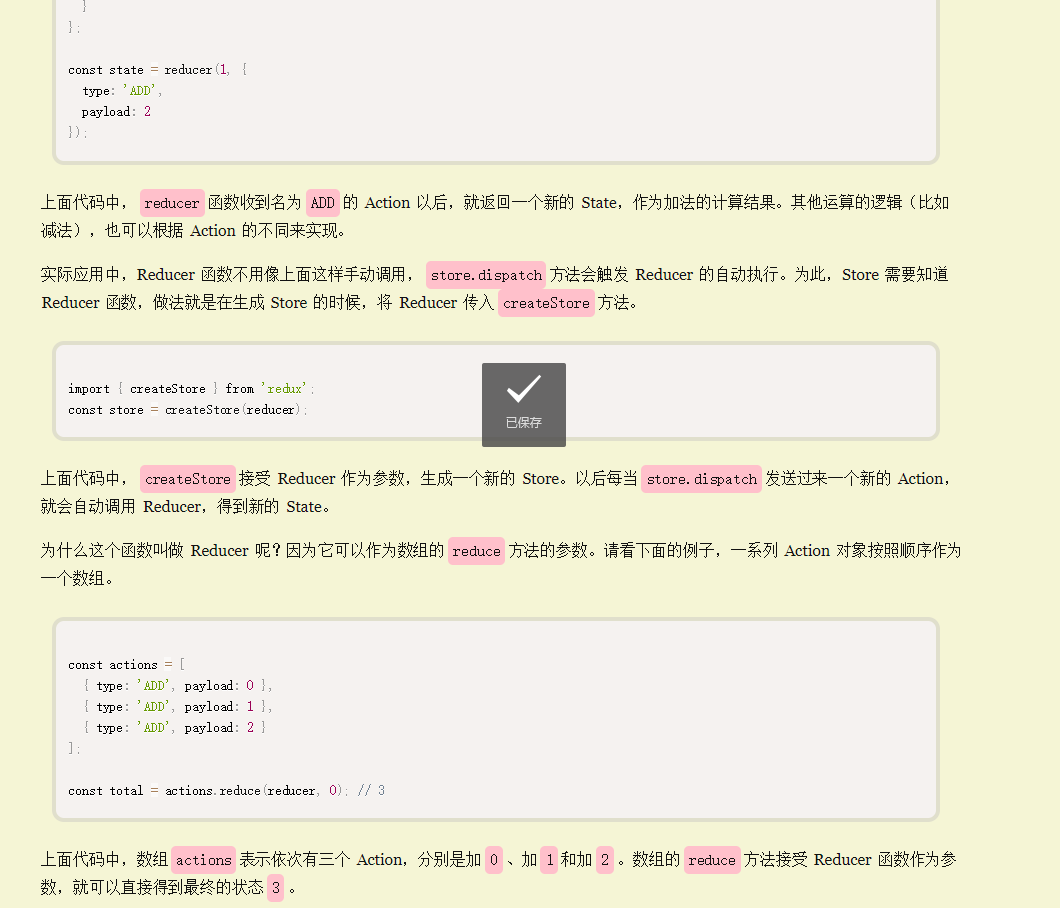 }
};
const state = reducer(1, {
type: 'ADD',
payload: 2
});
上面代码中， reducer 函数收到名为 ADD 的 Action 以后，就返回一个新的 State，作为加法的计算结果。其他运算的逻辑（比如
减法），也可以根据 Action 的不同来实现。
实际应用中，Reducer 函数不用像上面这样手动调用， store.dispatch 方法会触发 Reducer 的自动执行。为此，Store 需要知道
Reducer 函数，做法就是在生成 Store 的时候，将 Reducer 传入 createStore 方法。
import { createStore } from 'redux';
const store = createStore(reducer);
已保存
上面代码中， createStore 接受 Reducer 作为参数，生成一个新的 Store。以后每当 store.dispatch 发送过来一个新的 Action，
就会自动调用 Reducer，得到新的 State。
为什么这个函数叫做 Reducer 呢？因为它可以作为数组的 reduce 方法的参数。请看下面的例子，一系列 Action 对象按照顺序作为
一个数组。
const actions = [
{ type: 'ADD', payload: 0 },
{ type: 'ADD', payload: 1 },
{ type: 'ADD', payload: 2 }
];
const total = actions.reduce(reducer, 0); // 3
上面代码中，数组 actions 表示依次有三个 Action，分别是加 0 、加 1 和加 2 。数组的 reduce 方法接受 Reducer 函数作为参
数，就可以直接得到最终的状态 3 。